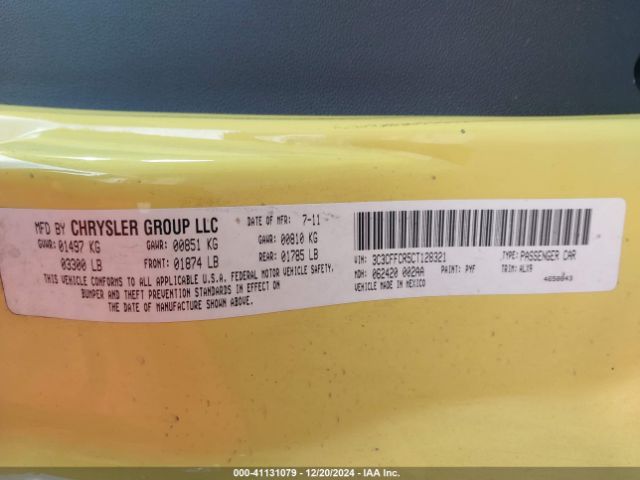 MFD BY CHRYSLER GROUP LLC DATE OF MFR: 7-11
GVWR: 01497 KG GAWR: 00851 KG GAWR: 00810 KG
03300 LB FRONT: 01874 LB REAR: 01785 LB
THIS VEHICLE CONFORMS TO ALL APPLICABLE U.S.A. FEDERAL MOTOR VEHICLE SAFETY,
BUMPER AND THEFT PREVENTION STANDARDS IN EFFECT ON
THE DATE OF MANUFACTURE SHOWN ABOVE.
VIN: 3C3CFFCR5CT128321 TYPE: PASSENGER CAR
MDH: 062420 002AA PAINT: PYF TRIM: ALX9
VEHICLE MADE IN MEXICO 4650843
000-41131079 — 12/20/2024 — IAA Inc.